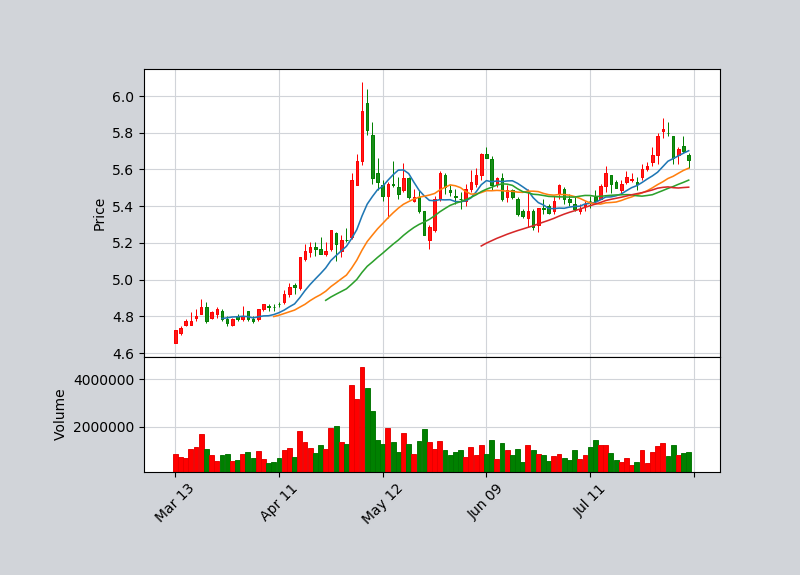 Price
6.0
5.8
5.6
5.4
5.2
5.0
4.8
4.6
Volume
4000000
2000000
Mar 13
Apr 11
May 12
Jun 09
Jul 11